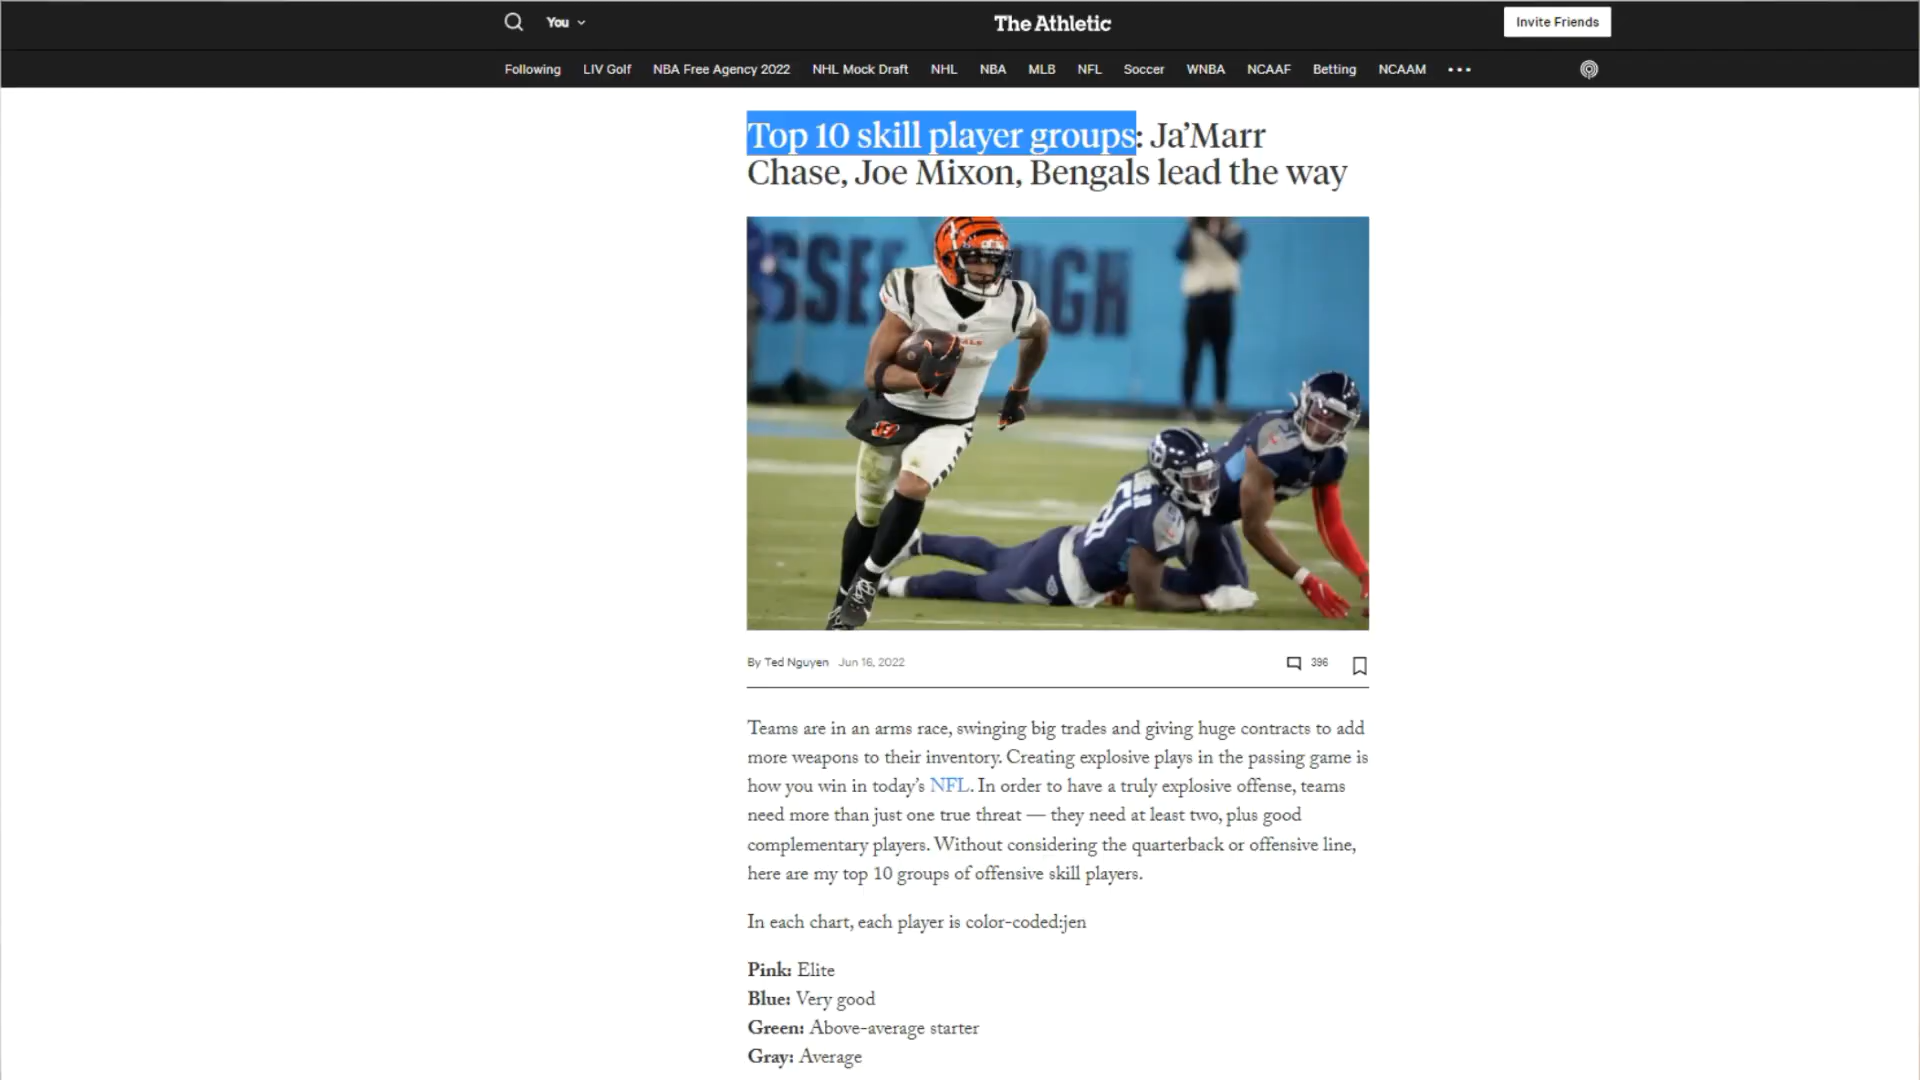 You
The Athletic
Invite Friends
Following LIV Golf NBA Free Agency 2022 NHL Mock Draft NHL NBA MLB NFL Soccer WNBA NCAAF Betting NCAAM
Top 10 skill player groups: Ja’Marr
Chase, Joe Mixon, Bengals lead the way
By Ted Nguyen Jun 16, 2022
396
Teams are in an arms race, swinging big trades and giving huge contracts to add
more weapons to their inventory. Creating explosive plays in the passing game is
how you win in today’s NFL. In order to have a truly explosive offense, teams
need more than just one true threat — they need at least two, plus good
complementary players. Without considering the quarterback or offensive line,
here are my top 10 groups of offensive skill players.
In each chart, each player is color-coded:jen
Pink: Elite
Blue: Very good
Green: Above-average starter
Gray: Average